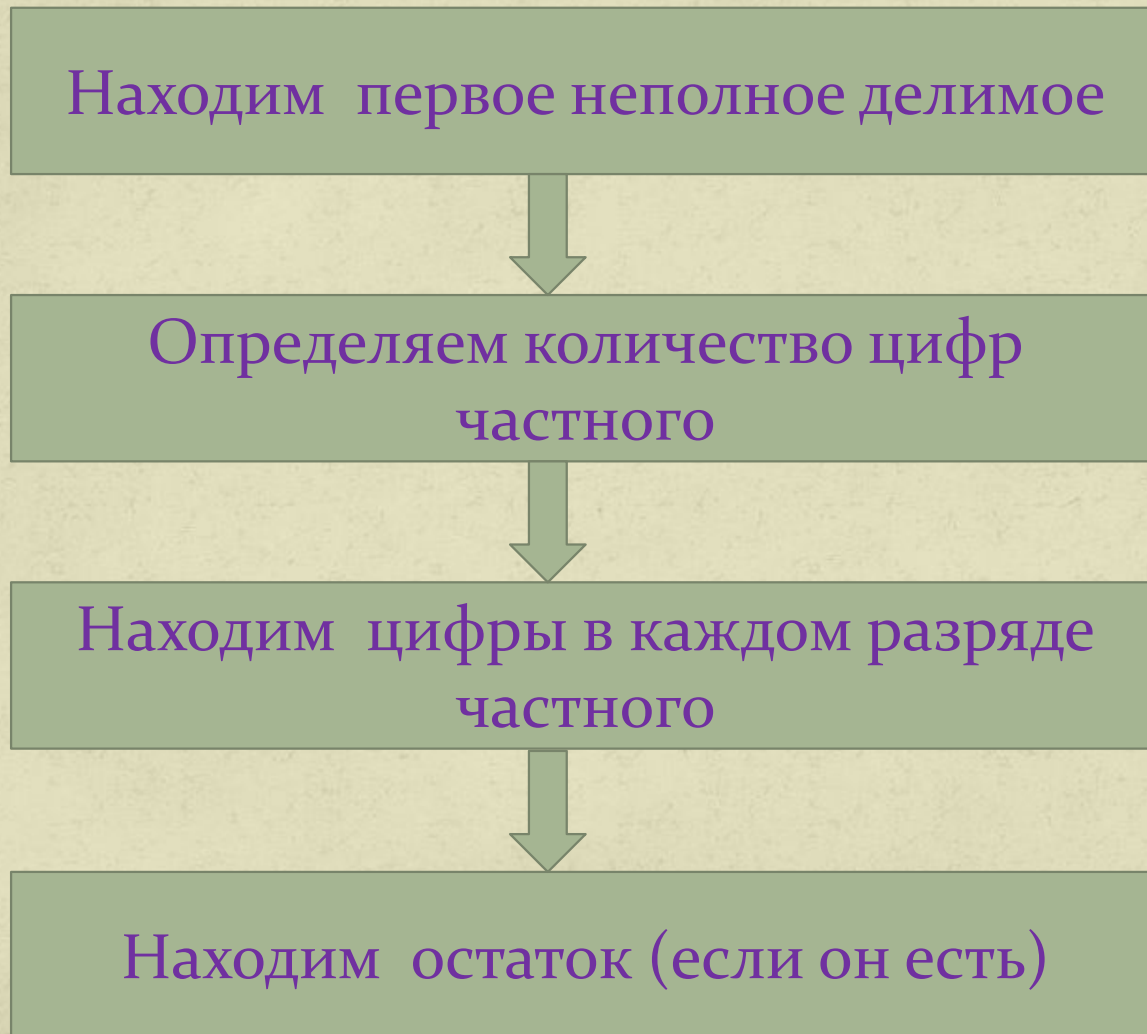 Находим первое неполное делимое
Определяем количество цифр
частного
Находим цифры в каждом разряде
частного
Находим остаток (если он есть)